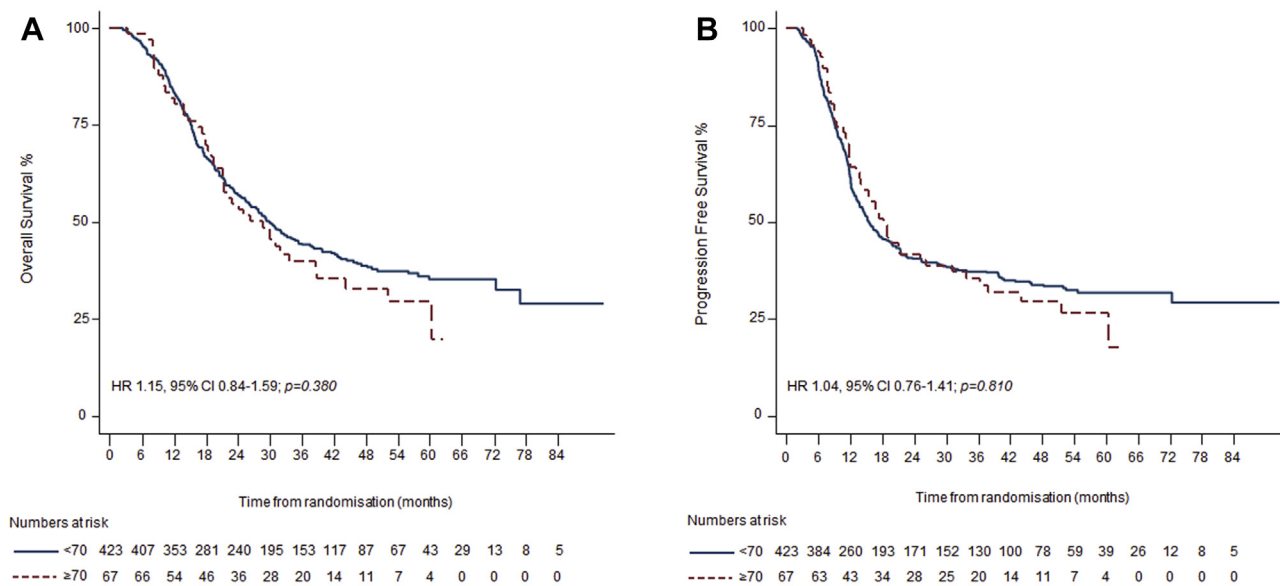 A
100
75
50
25
0
Overall Survival %
HR 1.15, 95% CI 0.84-1.59; p=0.380
0 6 12 18 24 30 36 42 48 54 60 66 72 78 84
Time from randomisation (months)
Numbers at risk
<70 423 407 353 281 240 195 153 117 87 67 43 29 13 8 5
≥70 67 66 54 46 36 28 20 14 11 7 4 0 0 0 0
B
100
75
50
25
0
Progression Free Survival %
HR 1.04, 95% CI 0.76-1.41; p=0.810
0 6 12 18 24 30 36 42 48 54 60 66 72 78 84
Time from randomisation (months)
Numbers at risk
<70 423 384 260 193 171 152 130 100 78 59 39 26 12 8 5
≥70 67 63 43 34 28 25 20 14 11 7 4 0 0 0 0